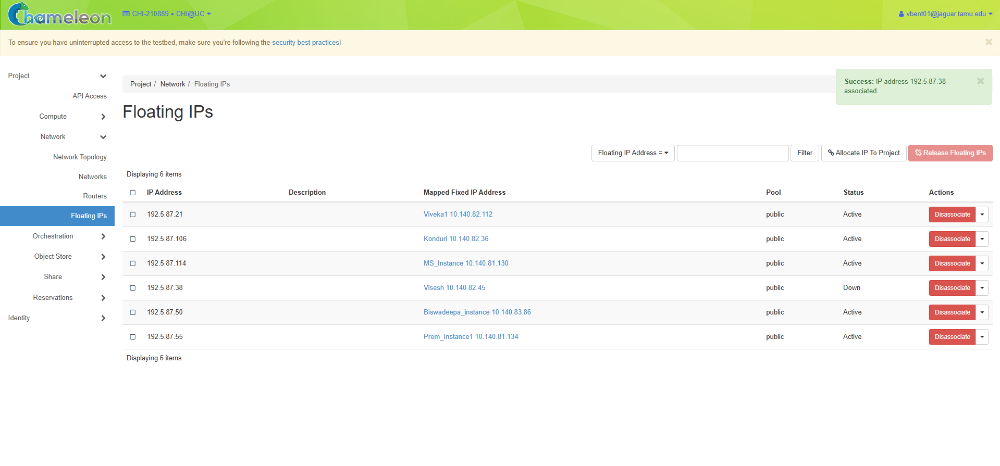 Chameleon
CHI-210889 • CHI@UC
vbent01@jaguar.tamu.edu
To ensure you have uninterrupted access to the testbed, make sure you're following the security best practices!
Project
API Access
Compute
Network
Network Topology
Networks
Routers
Floating IPs
Orchestration
Object Store
Share
Reservations
Identity
Project / Network / Floating IPs
Success: IP address 192.5.87.38
associated.
Floating IPs
Floating IP Address = Filter Allocate IP To Project Release Floating IPs
Displaying 6 items
IP Address Description Mapped Fixed IP Address Pool Status Actions
192.5.87.21 Viveka1 10.140.82.112 public Active Disassociate
192.5.87.106 Konduri 10.140.82.36 public Active Disassociate
192.5.87.114 MS_Instance 10.140.81.130 public Active Disassociate
192.5.87.38 Visesh 10.140.82.45 public Down Disassociate
192.5.87.50 Biswadeepa_instance 10.140.83.86 public Active Disassociate
192.5.87.55 Prem_Instance1 10.140.81.134 public Active Disassociate
Displaying 6 items